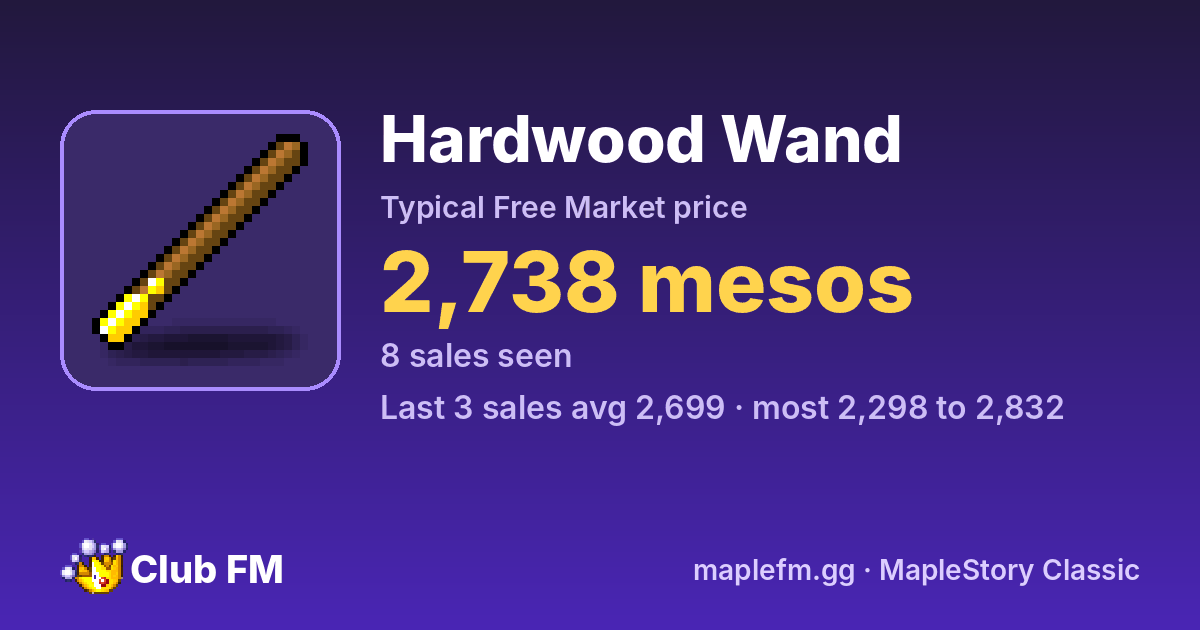 Hardwood Wand
Typical Free Market price
2,738 mesos
8 sales seen
Last 3 sales avg 2,699 · most 2,298 to 2,832
Club FM
maplefm.gg · MapleStory Classic